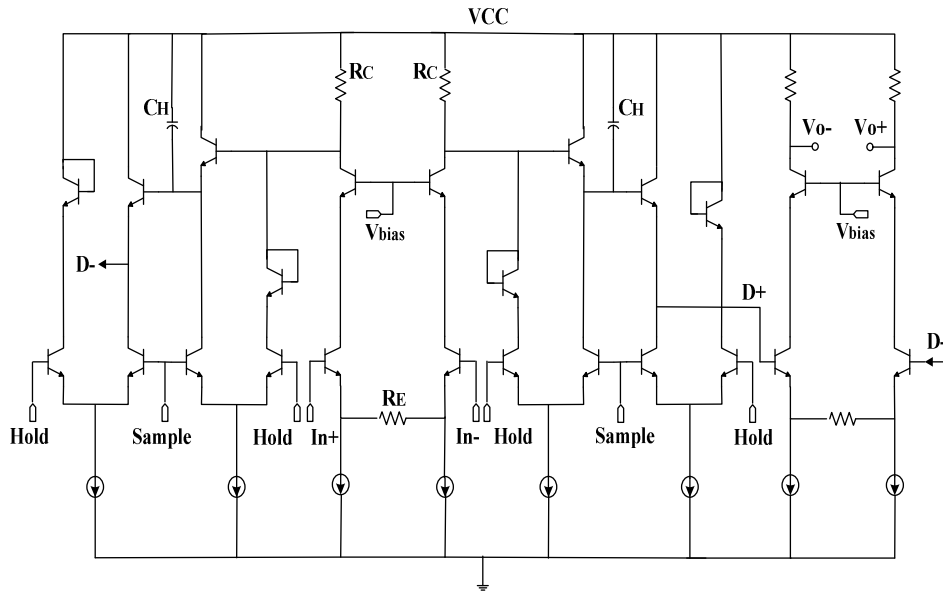 VCC
RC
RC
CH
CH
Vo-
Vo+
Vbias
Vbias
D-
D+
D-
Hold
Sample
Hold
In+
RE
In-
Hold
Sample
Hold